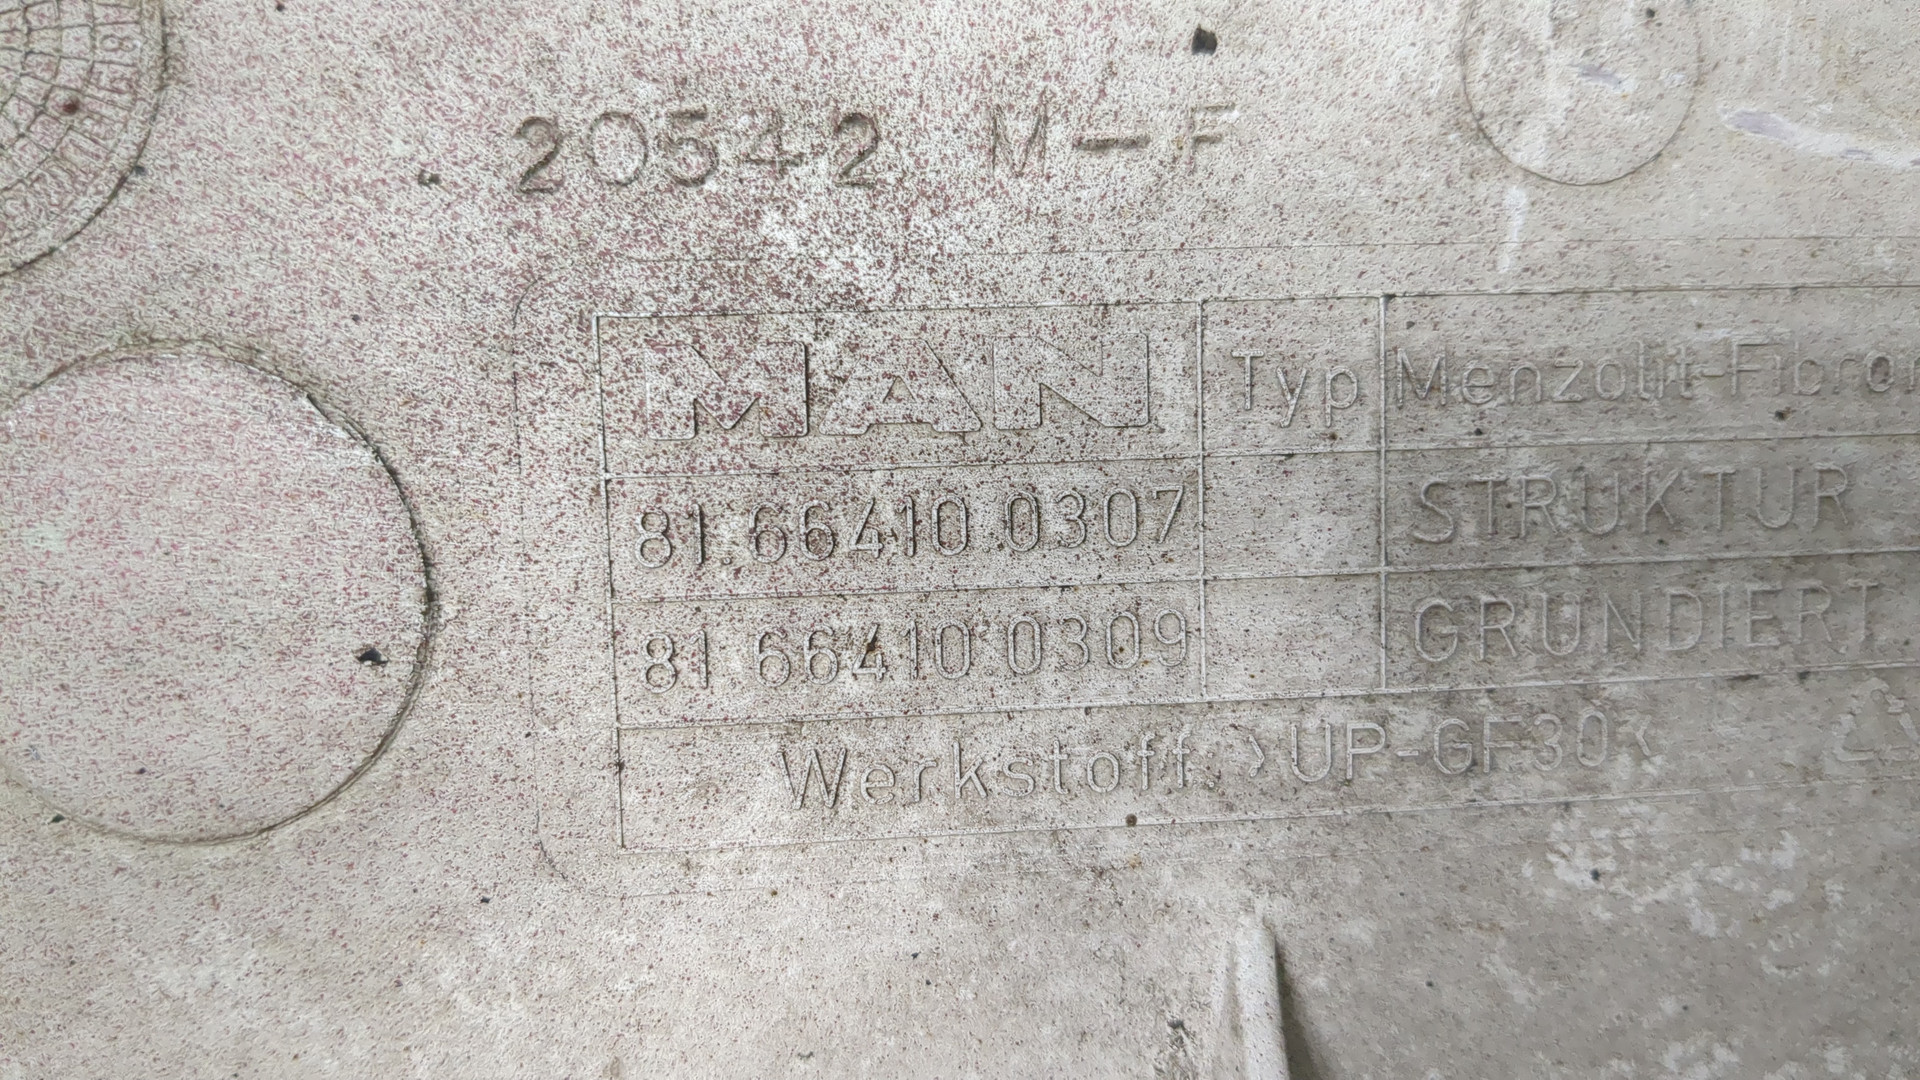 20542 M-F
MAN Typ Menzolit-Fibron
81.66410.0307 STRUKTUR
81.66410.0309 GRUNDIERT
Werkstoff: >UP-GF30<